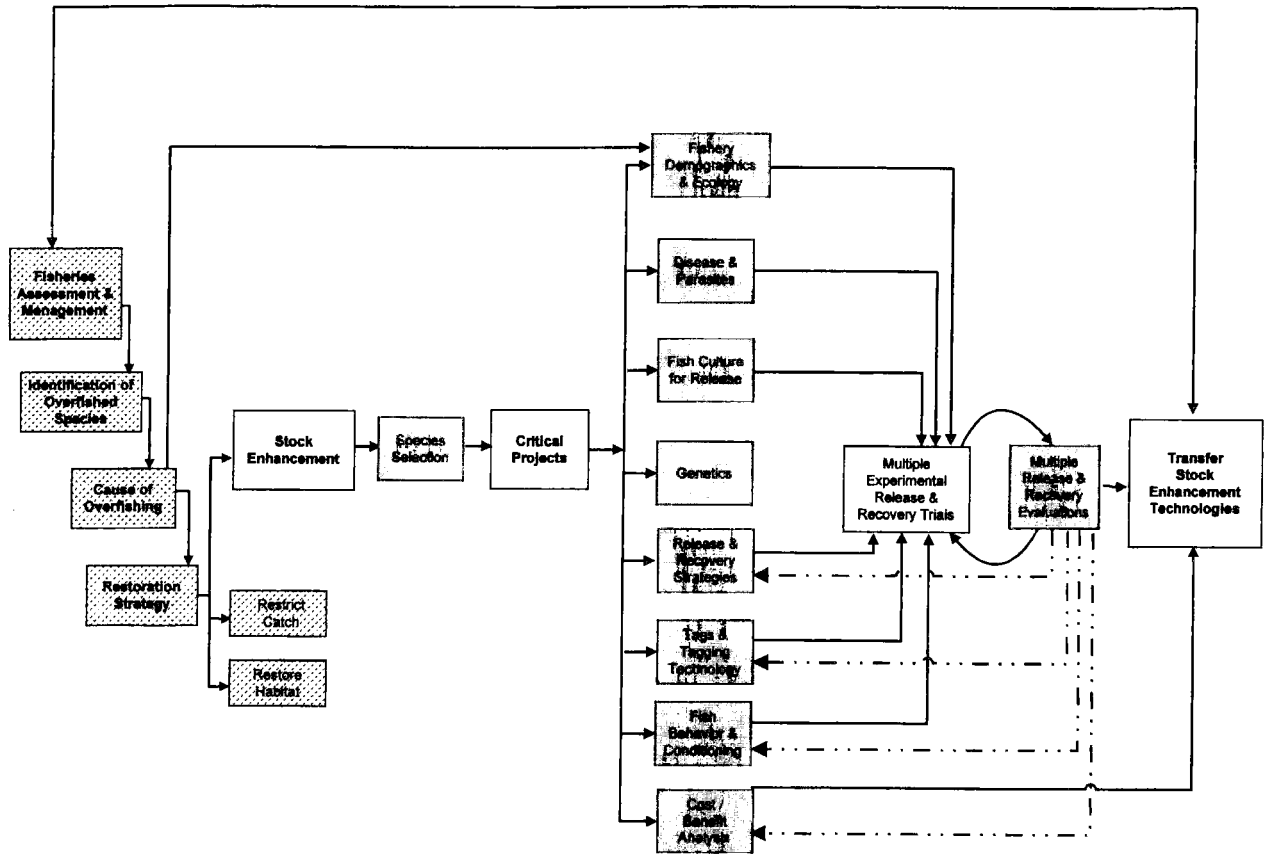 Fishery
Demographics
& Ecology
Fisheries
Assessment &
Management
Disease &
Parasites
Identification of
Overfished
Species
Fish Culture
for Release
Stock
Enhancement
Species
Selection
Critical
Projects
Cause of
Overfishing
Genetics
Multiple
Experimental
Release &
Recovery Trials
Multiple
Release &
Recovery
Evaluations
Transfer
Stock
Enhancement
Technologies
Restoration
Strategy
Release &
Recovery
Strategies
Restrict
Catch
Restore
Habitat
Tags &
Tagging
Technology
Fish
Behavior &
Conditioning
Cost /
Benefit
Analysis